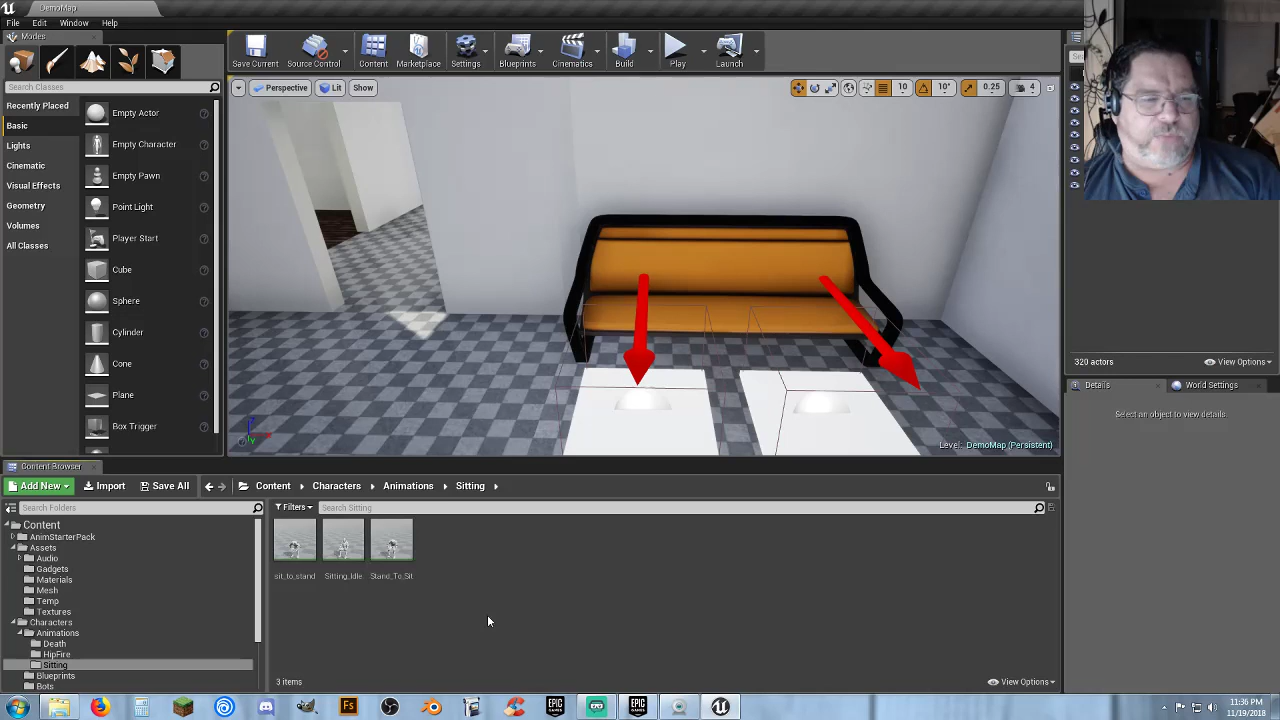 DemoMap
File Edit Window Help
Modes
Search Classes
Recently Placed
Basic
Lights
Cinematic
Visual Effects
Geometry
Volumes
All Classes
Empty Actor
Empty Character
Empty Pawn
Point Light
Player Start
Cube
Sphere
Cylinder
Cone
Plane
Box Trigger
Save Current
Source Control
Content
Marketplace
Settings
Blueprints
Cinematics
Build
Play
Launch
Perspective Lit Show
10 10° 0.25 4
Level: DemoMap (Persistent)
320 actors View Options
Details World Settings
Select an object to view details.
Content Browser
Add New Import Save All Content Characters Animations Sitting
Search Folders
Filters Search Sitting
Content
AnimStarterPack
Assets
Audio
Gadgets
Materials
Mesh
Temp
Textures
Characters
Animations
Death
HipFire
Sitting
Blueprints
Bots
sit_to_stand Sitting_Idle Stand_To_Sit
3 items View Options
Fs
EPIC GAMES
EPIC GAMES
11:36 PM
11/19/2018